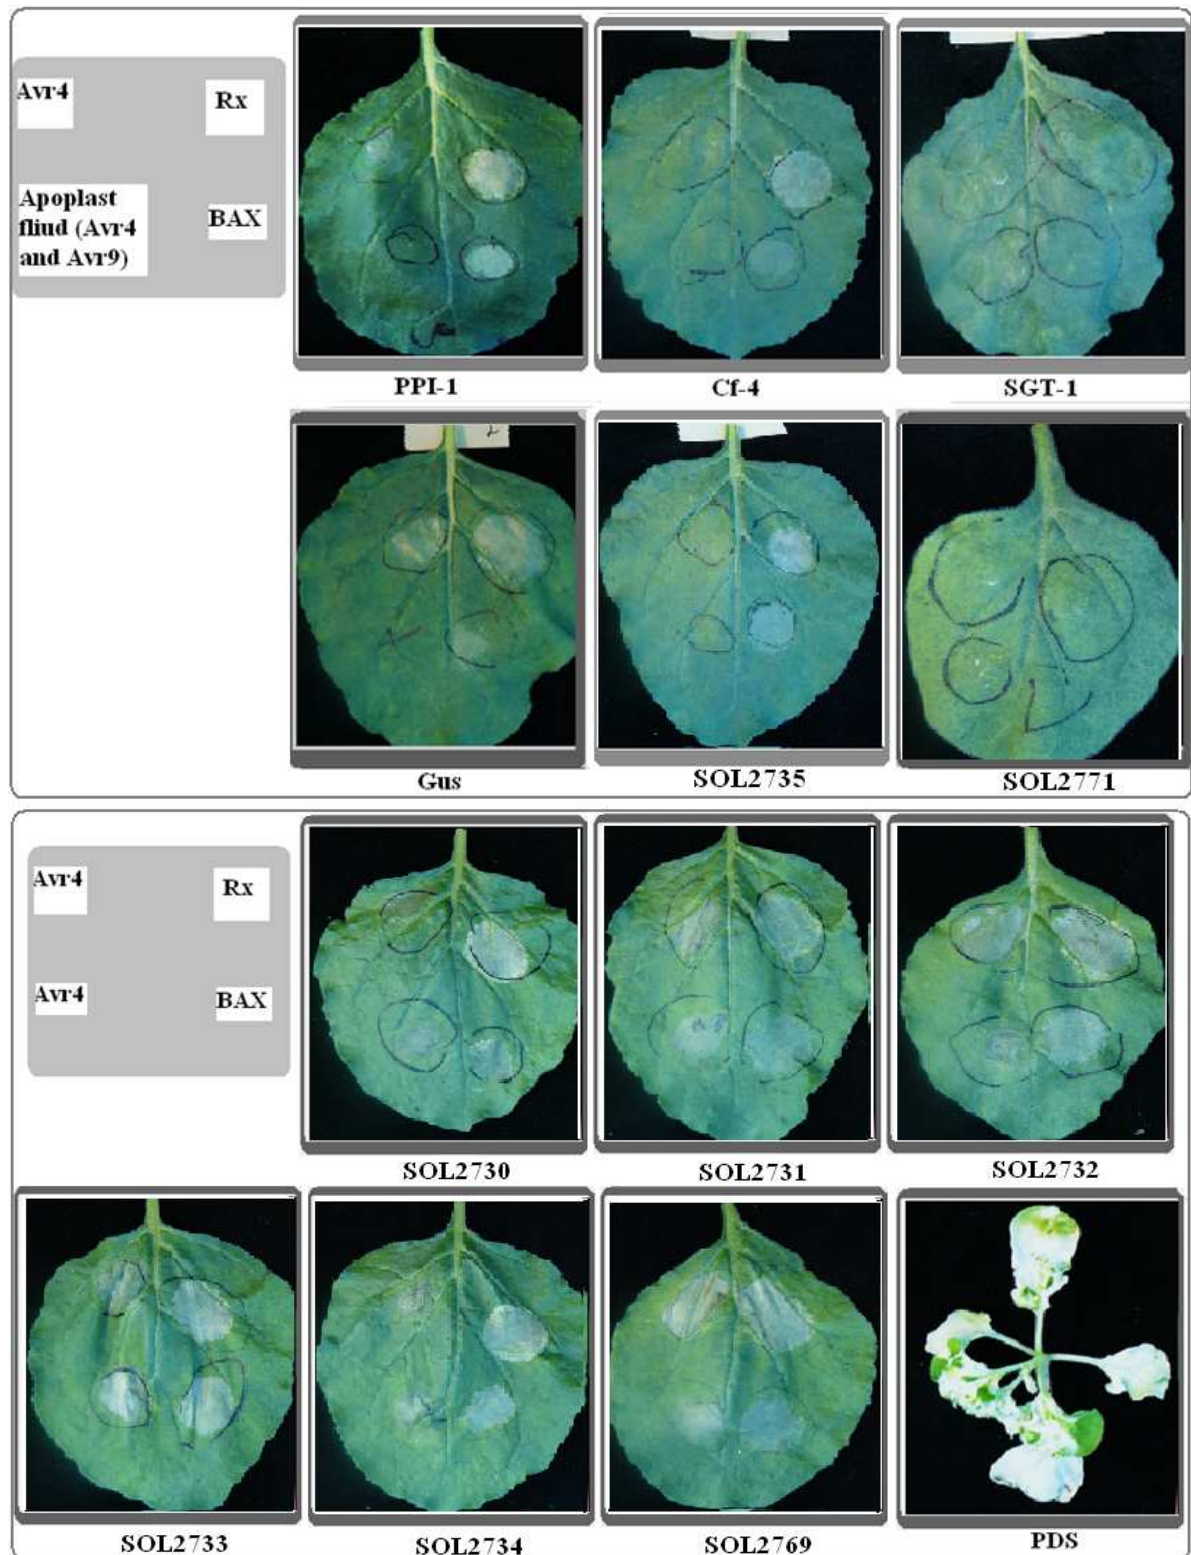 Avr4
Rx
Apoplast
fliud (Avr4
and Avr9)
BAX
PPI-1
Cf-4
SGT-1
2
Gus
SOL2735
SOL2771
Avr4
Rx
Avr4
BAX
SOL2730
SOL2731
SOL2732
SOL2733
SOL2734
SOL2769
PDS